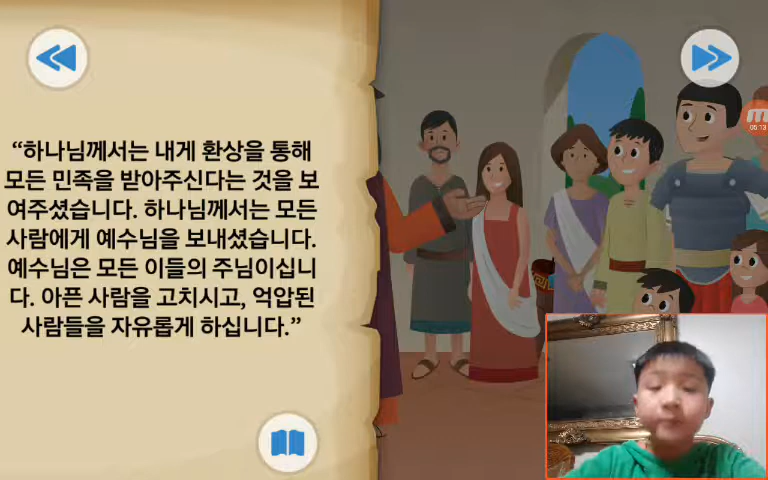 “하나님께서는 내게 환상을 통해
모든 민족을 받아주신다는 것을 보
여주셨습니다. 하나님께서는 모든
사람에게 예수님을 보내셨습니다.
예수님은 모든 이들의 주님이십니
다. 아픈 사람을 고치시고, 억압된
사람들을 자유롭게 하십니다.”
00:13